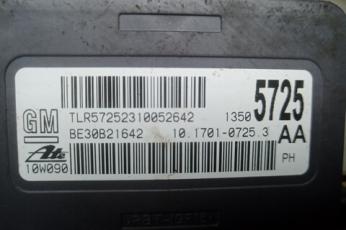 GM
TLR57252310052642
1350 5725
BE30B21642
10.1701-0725.3 AA
Ate
10W090
PH